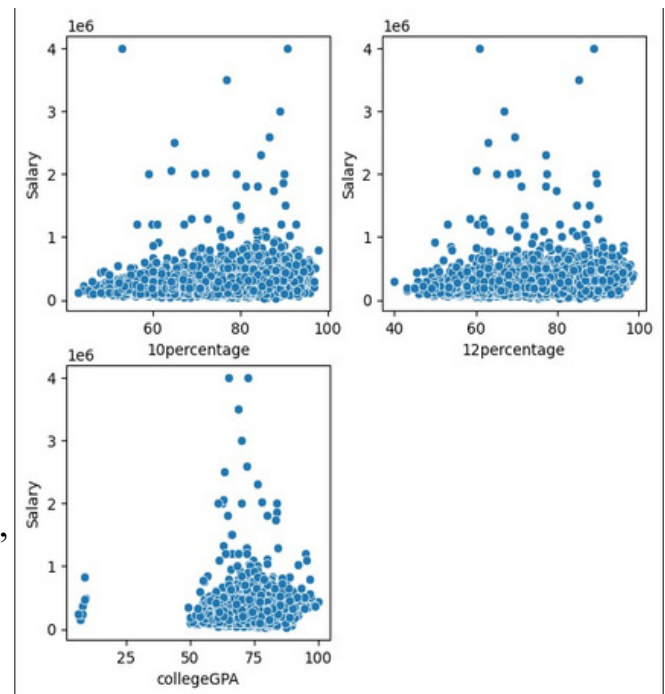 1e6 1e6
4 4
3 3
Salary Salary
2 2
1 1
0 0
60 80 100 40 60 80 100
10percentage 12percentage
1e6
4
3
Salary
,
2
1
0
25 50 75 100
collegeGPA